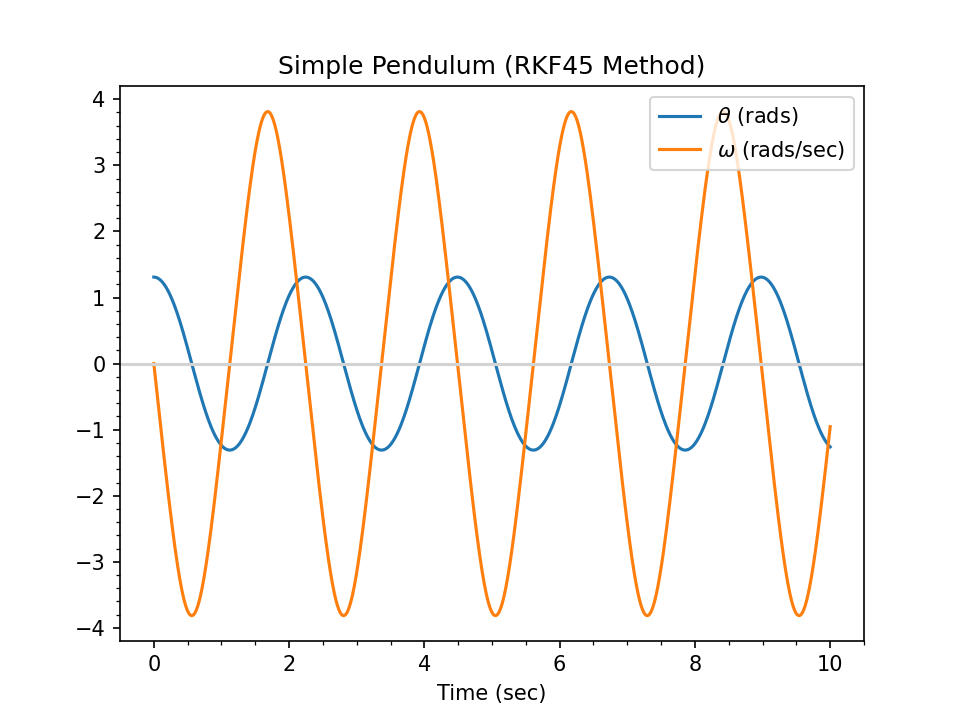 Simple Pendulum (RKF45 Method)
θ (rads)
ω (rads/sec)
4
3
2
1
0
−1
−2
−3
−4
0 2 4 6 8 10
Time (sec)